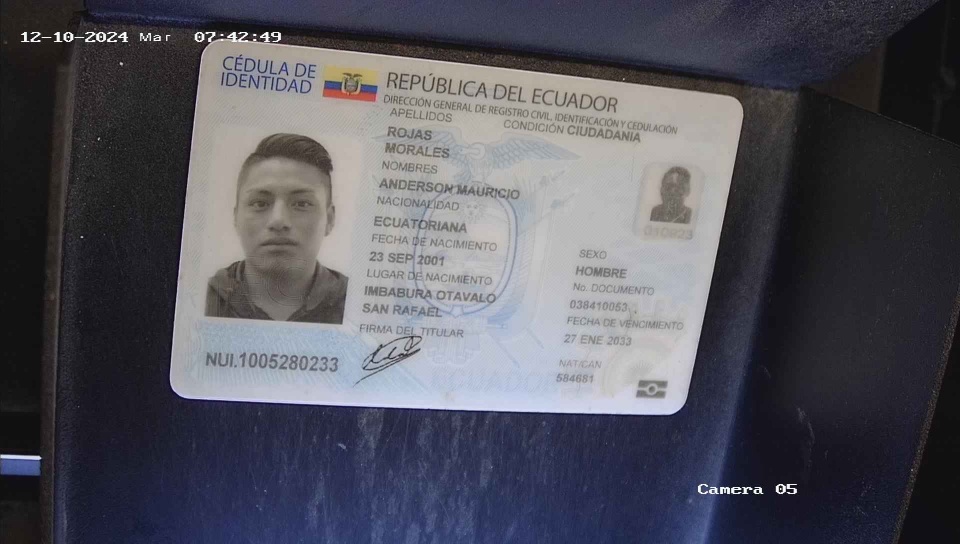 12-10-2024 Mar 07:42:49
CÉDULA DE
IDENTIDAD
REPÚBLICA DEL ECUADOR
DIRECCIÓN GENERAL DE REGISTRO CIVIL, IDENTIFICACIÓN Y CEDULACIÓN
APELLIDOS
CONDICIÓN CIUDADANIA
ROJAS
MORALES
NOMBRES
ANDERSON MAURICIO
NACIONALIDAD
ECUATORIANA
FECHA DE NACIMIENTO
23 SEP 2001
LUGAR DE NACIMIENTO
IMBABURA OTAVALO
SAN RAFAEL
FIRMA DEL TITULAR
010923
SEXO
HOMBRE
No. DOCUMENTO
038410053
FECHA DE VENCIMIENTO
27 ENE 2033
NAT/CAN
584681
NUI.1005280233
ECUADOR
Camera 05